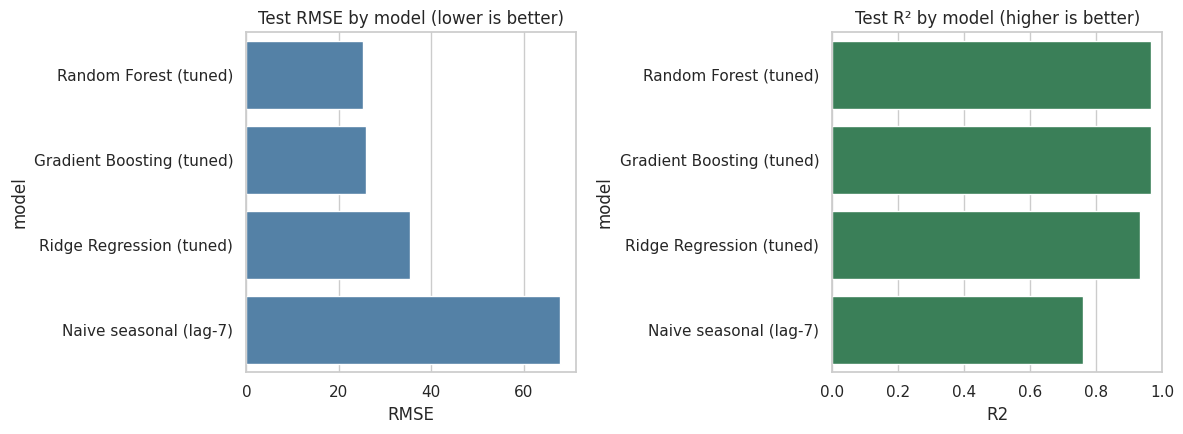 Test RMSE by model (lower is better)
Random Forest (tuned)
Gradient Boosting (tuned)
Ridge Regression (tuned)
Naive seasonal (lag-7)
model
0 20 40 60
RMSE
Test R² by model (higher is better)
Random Forest (tuned)
Gradient Boosting (tuned)
Ridge Regression (tuned)
Naive seasonal (lag-7)
model
0.0 0.2 0.4 0.6 0.8 1.0
R2